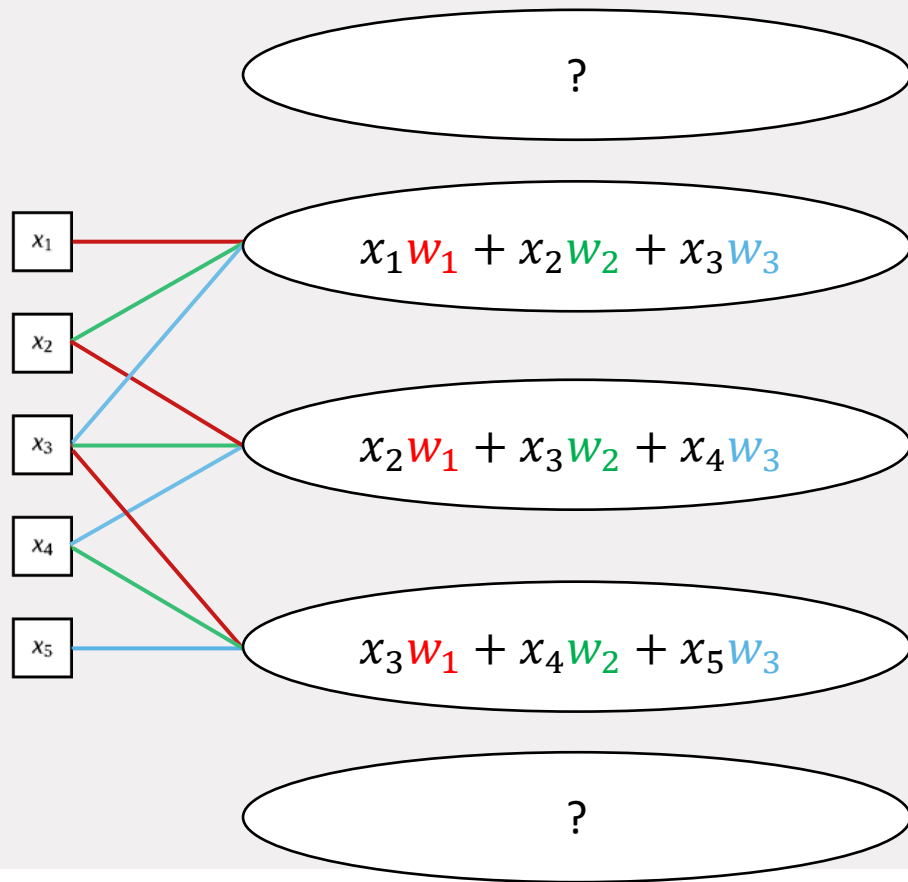 ?
x₁w₁ + x₂w₂ + x₃w₃
x₁
x₂
x₂w₁ + x₃w₂ + x₄w₃
x₃
x₄
x₃w₁ + x₄w₂ + x₅w₃
x₅
?